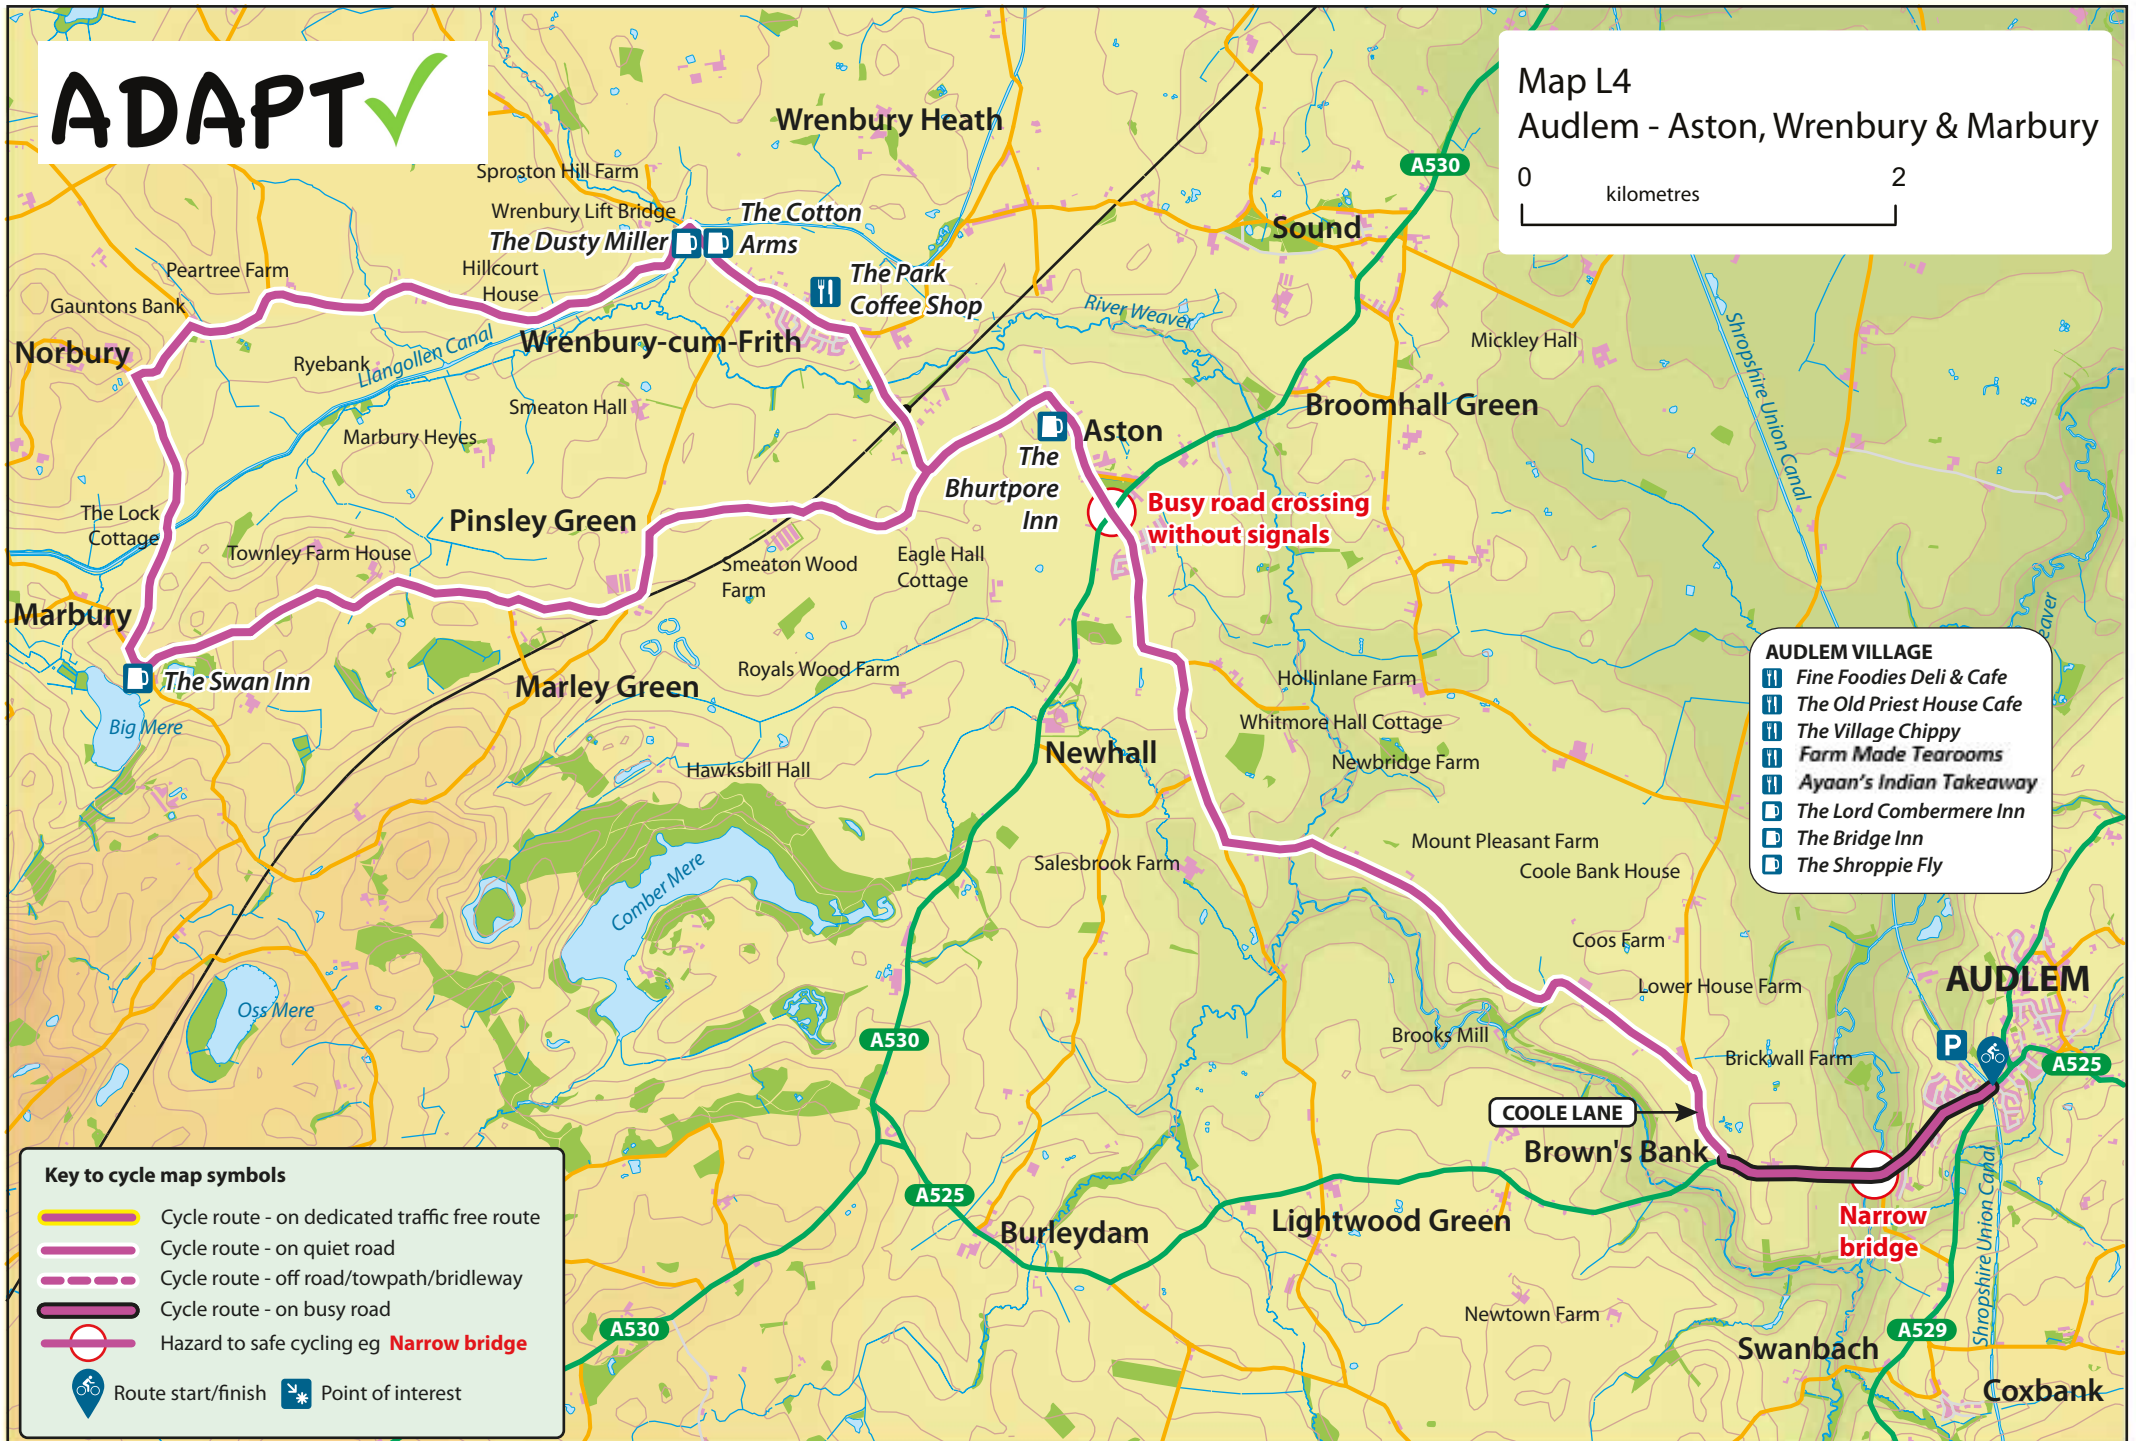 ADAPT
Map L4
Audlem - Aston, Wrenbury & Marbury
0
2
kilometres
Wrenbury Heath
A530
Sproston Hill Farm
Wrenbury Lift Bridge
The Cotton
Arms
The Dusty Miller
Sound
Peartree Farm
Hillcourt
House
The Park
Coffee Shop
Gauntons Bank
River Weaver
Norbury
Wrenbury-cum-Frith
Mickley Hall
Shropshire Union Canal
Ryebank
Llangollen Canal
Smeaton Hall
Broomhall Green
Marbury Heyes
Aston
The
Bhurtpore
Inn
Busy road crossing
without signals
The Lock
Cottage
Pinsley Green
Townley Farm House
Smeaton Wood
Farm
Eagle Hall
Cottage
Marbury
eaver
The Swan Inn
Marley Green
Royals Wood Farm
Hollinlane Farm
Big Mere
Whitmore Hall Cottage
Newhall
Newbridge Farm
Hawksbill Hall
AUDLEM VILLAGE
Fine Foodies Deli & Cafe
The Old Priest House Cafe
The Village Chippy
Farm Made Tearooms
Ayaan's Indian Takeaway
The Lord Combermere Inn
The Bridge Inn
The Shroppie Fly
Mount Pleasant Farm
Coole Bank House
Salesbrook Farm
Comber Mere
Coos Farm
AUDLEM
Lower House Farm
Oss Mere
A530
Brooks Mill
Brickwall Farm
P
A525
COOLE LANE
Brown's Bank
A525
Burleydam
Lightwood Green
Narrow
bridge
Shropshire Union Canal
Newtown Farm
A530
A529
Swanbach
Coxbank
Key to cycle map symbols
Cycle route - on dedicated traffic free route
Cycle route - on quiet road
Cycle route - off road/towpath/bridleway
Cycle route - on busy road
Hazard to safe cycling eg Narrow bridge
Route start/finish
Point of interest